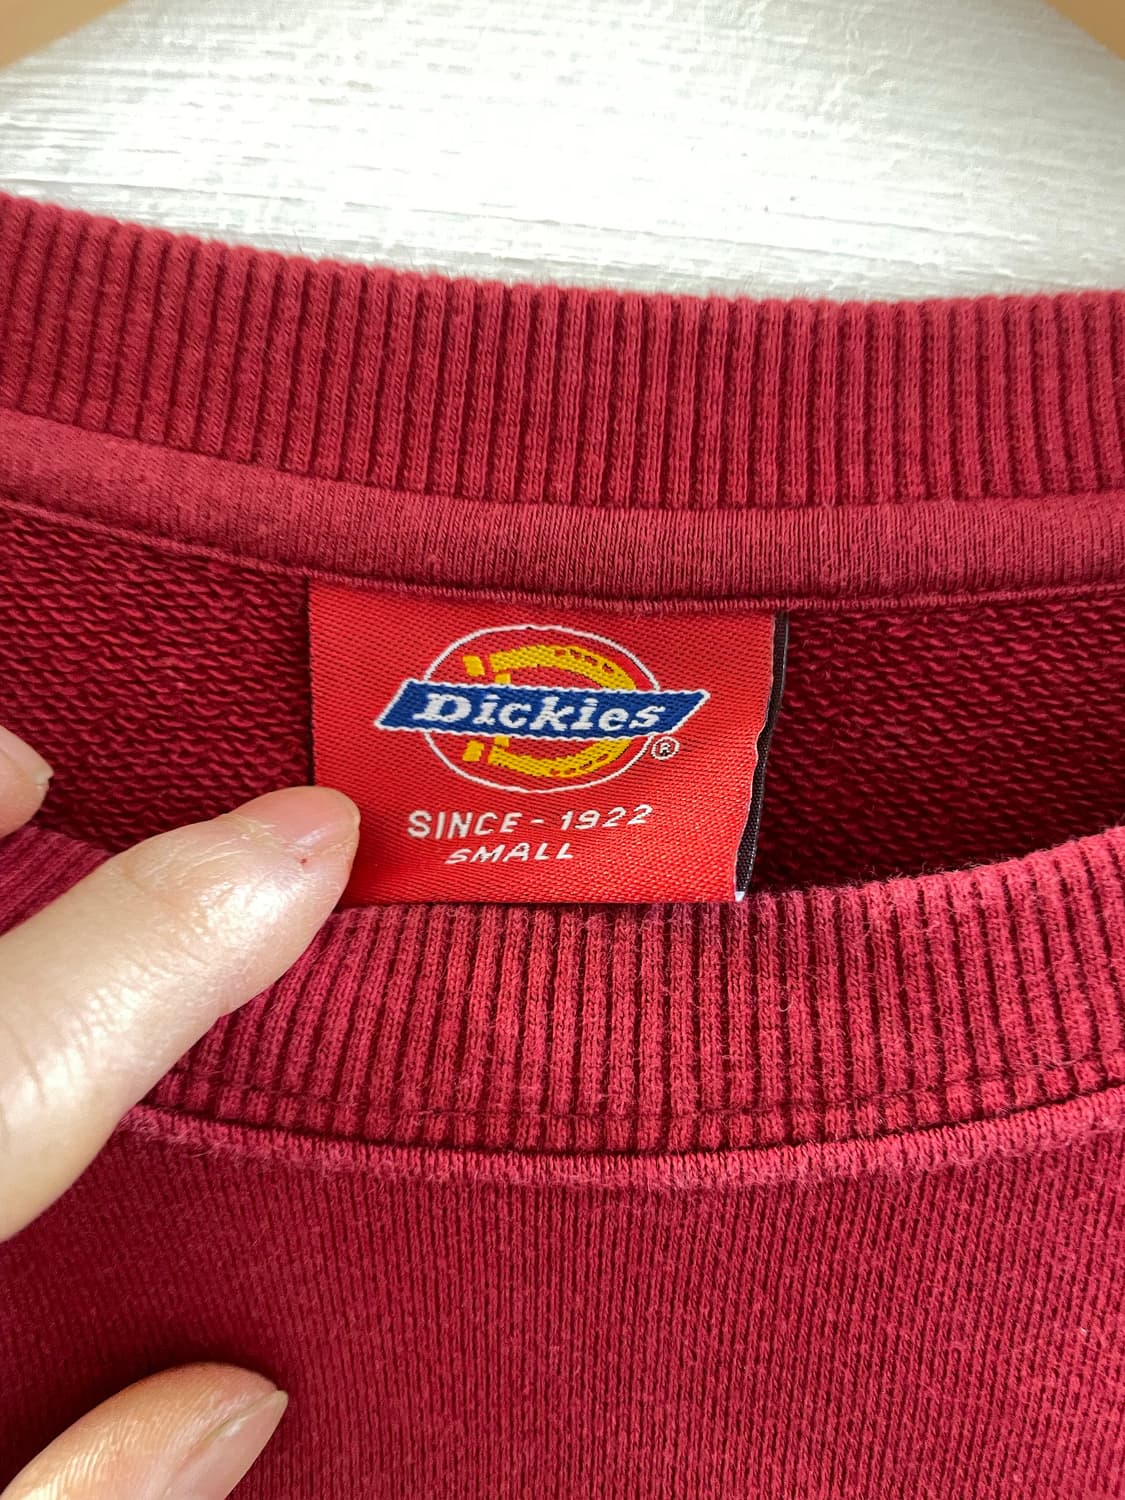 Dickies
®
SINCE - 1922
SMALL